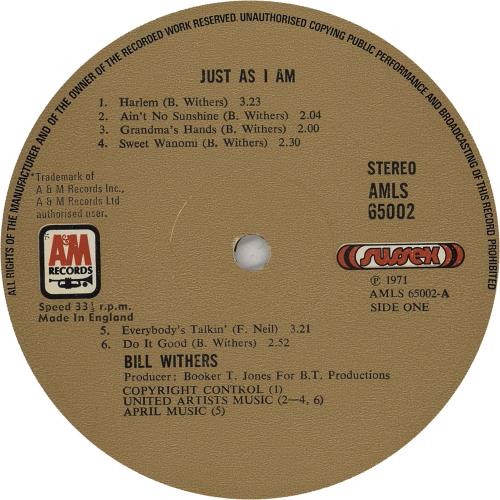 ALL RIGHTS OF THE MANUFACTURER AND OF THE OWNER OF THE RECORDED WORK RESERVED. UNAUTHORISED COPYING PUBLIC PERFORMANCE AND BROADCASTING OF THIS RECORD PROHIBITED
JUST AS I AM
1. Harlem (B. Withers) 3.23
2. Ain't No Sunshine (B. Withers) 2.04
3. Grandma's Hands (B. Withers) 2.00
4. Sweet Wanomi (B. Withers) 2.30
*Trademark of
A & M Records Inc.,
A & M Records Ltd
authorised user.
STEREO
AMLS
65002
A&M
RECORDS
Speed 33⅓ r.p.m.
Made In England
sussex
℗ 1971
AMLS 65002-A
SIDE ONE
5. Everybody's Talkin' (F. Neil) 3.21
6. Do It Good (B. Withers) 2.52
BILL WITHERS
Producer: Booker T. Jones For B.T. Productions
COPYRIGHT CONTROL (1)
UNITED ARTISTS MUSIC (2—4, 6)
APRIL MUSIC (5)